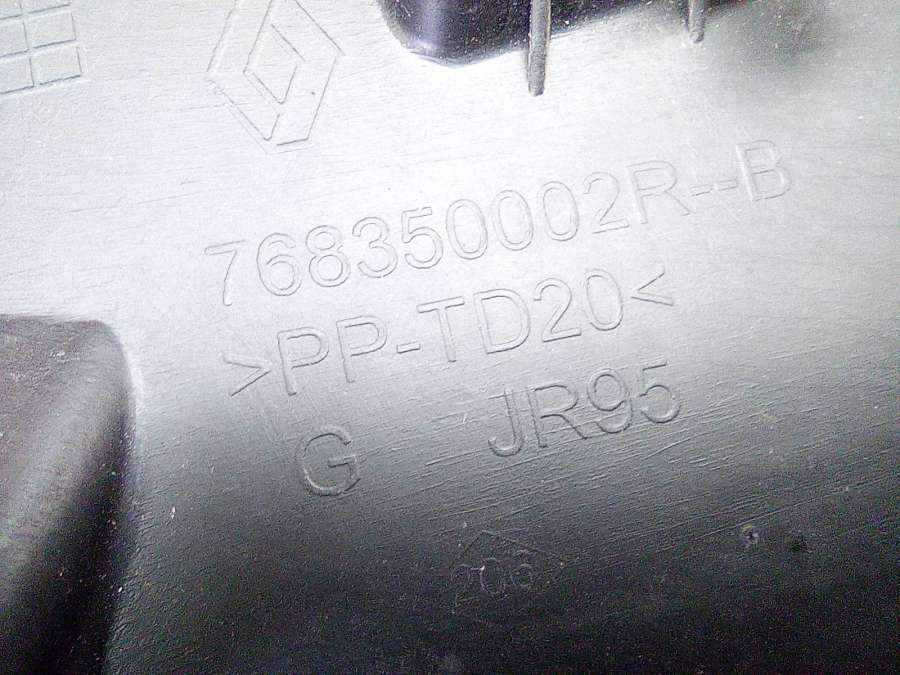 768350002R--B
>PP-TD20<
G JR95
206